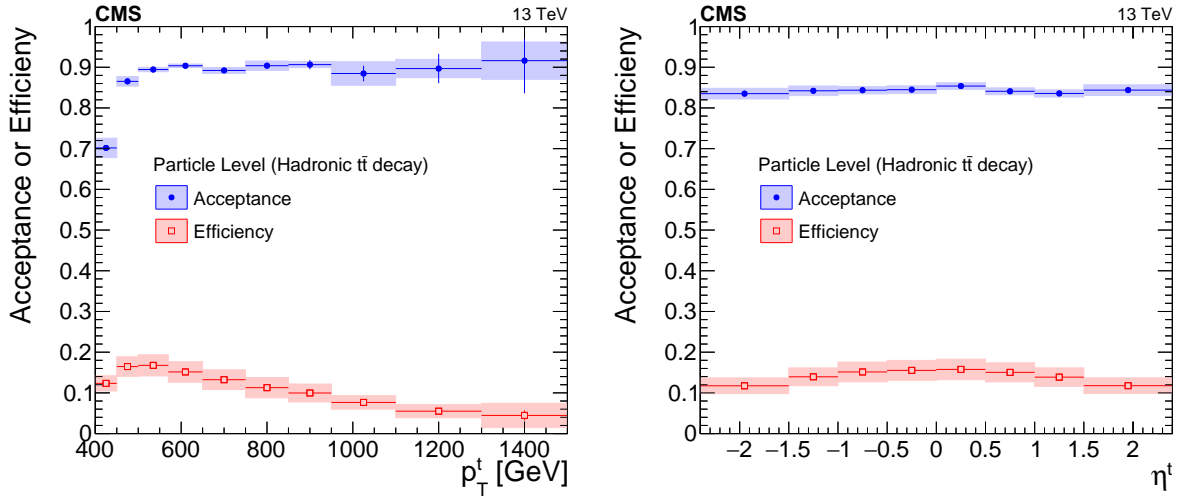 CMS 13 TeV
Acceptance or Efficieny
1
0.9
0.8
0.7
0.6
0.5
0.4
0.3
0.2
0.1
0
Particle Level (Hadronic tt̄ decay)
Acceptance
Efficiency
400 600 800 1000 1200 1400
p_T^t [GeV]
CMS 13 TeV
Acceptance or Efficieny
1
0.9
0.8
0.7
0.6
0.5
0.4
0.3
0.2
0.1
0
Particle Level (Hadronic tt̄ decay)
Acceptance
Efficiency
−2 −1.5 −1 −0.5 0 0.5 1 1.5 2
η^t